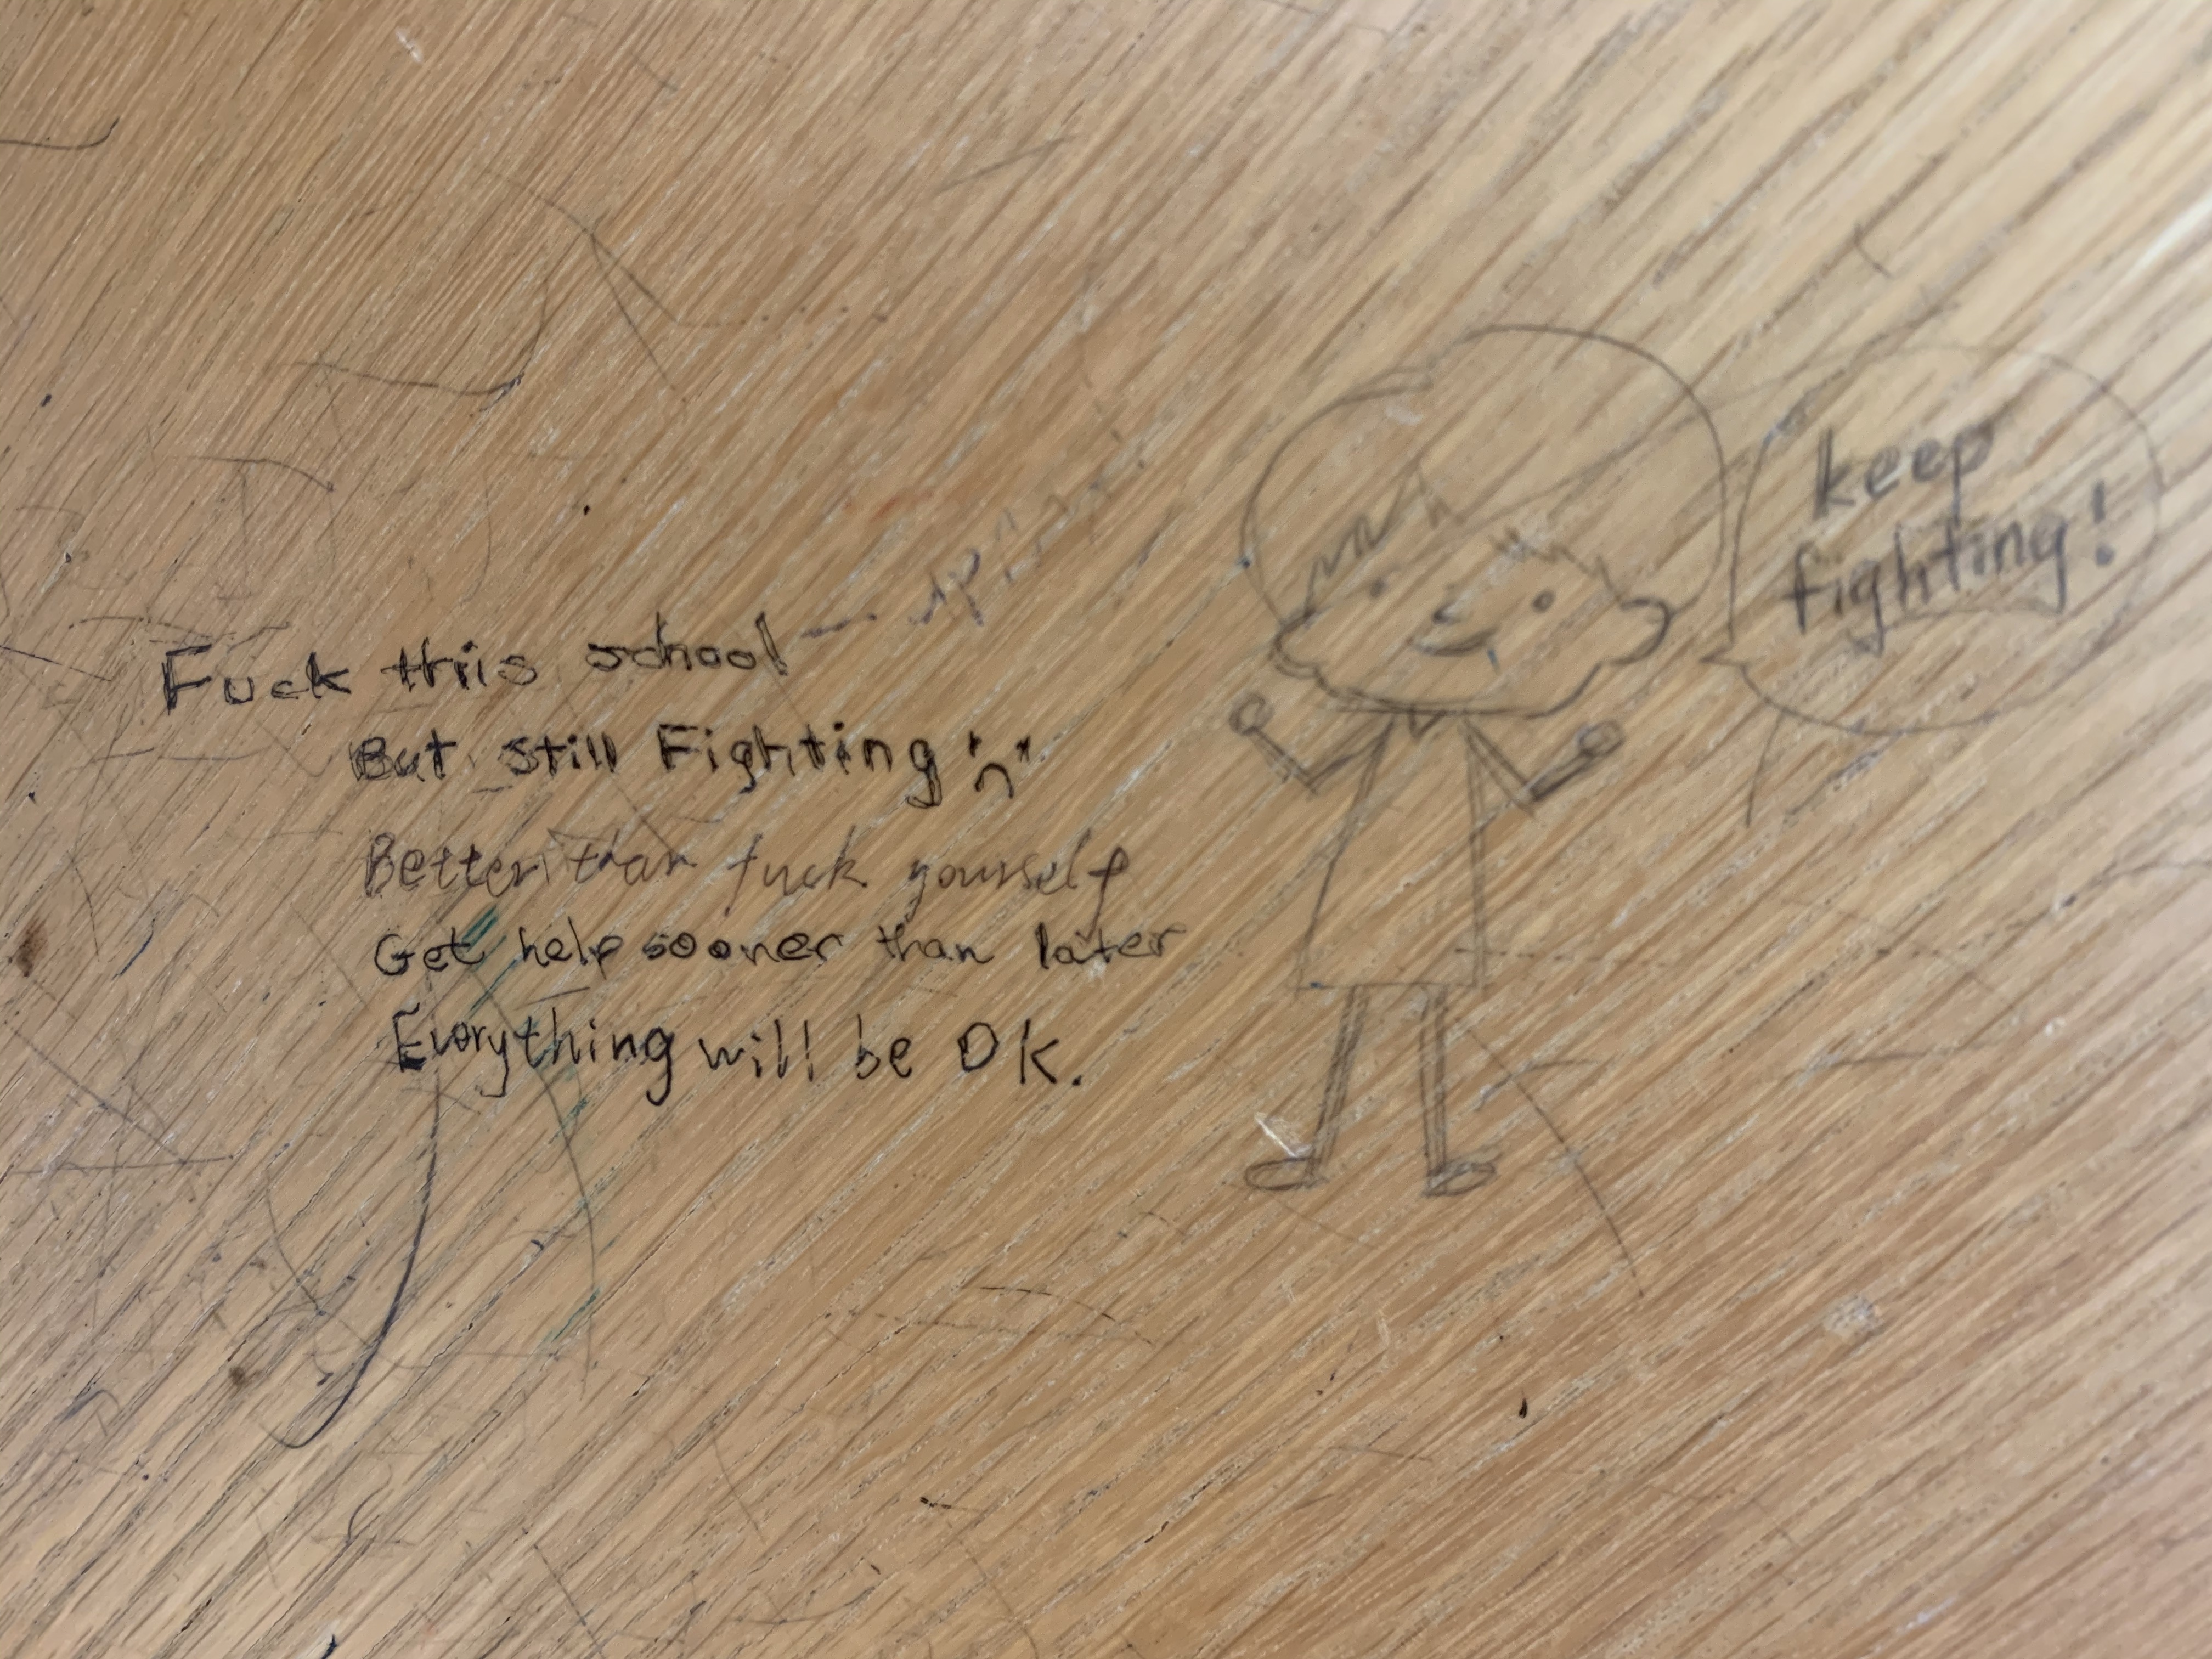 Fuck this school
But still Fighting :(
Better than fuck yourself
Get help sooner than later
Everything will be OK.
keep
fighting!